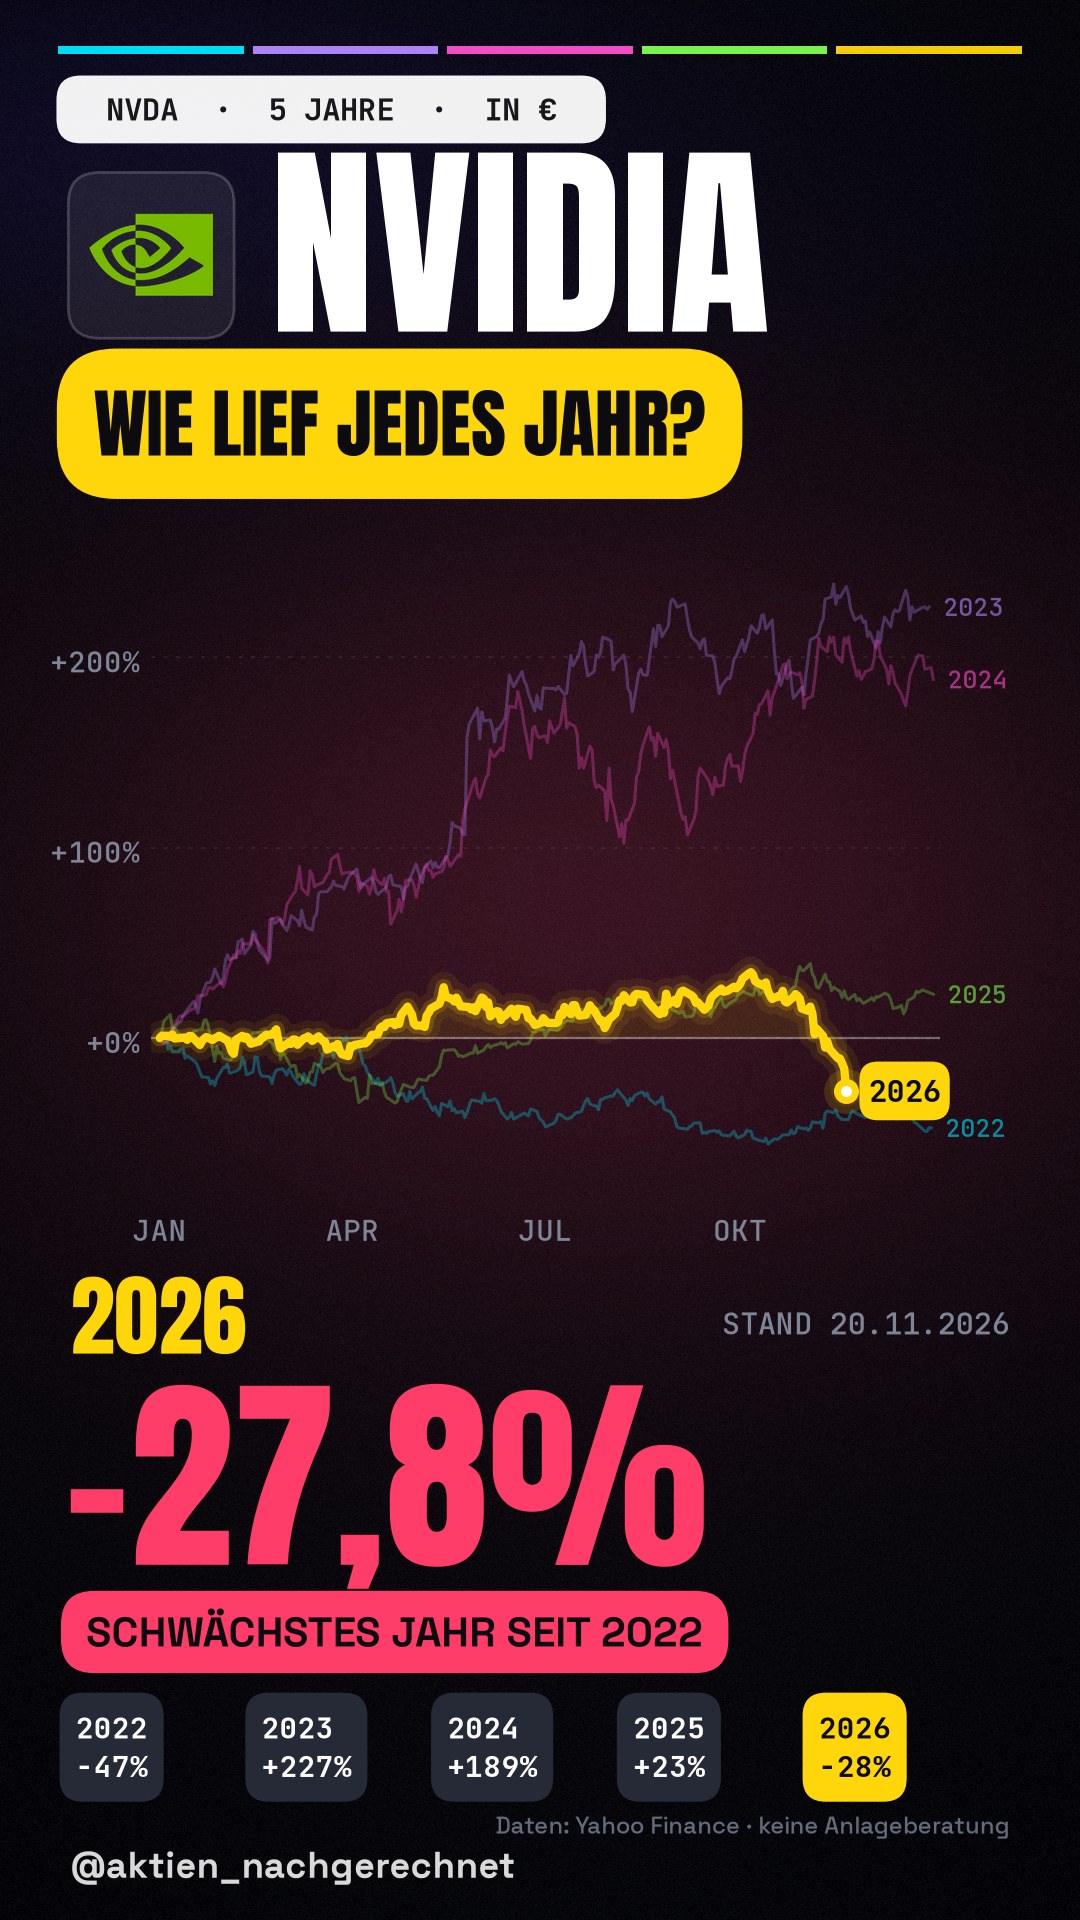 NVDA · 5 JAHRE · IN €
NVIDIA
WIE LIEF JEDES JAHR?
2023
+200%
2024
+100%
2025
+0%
2026
2022
JAN APR JUL OKT
2026
STAND 20.11.2026
-27,8%
SCHWÄCHSTES JAHR SEIT 2022
2022 2023 2024 2025 2026
-47% +227% +189% +23% -28%
Daten: Yahoo Finance · keine Anlageberatung
@aktien_nachgerechnet